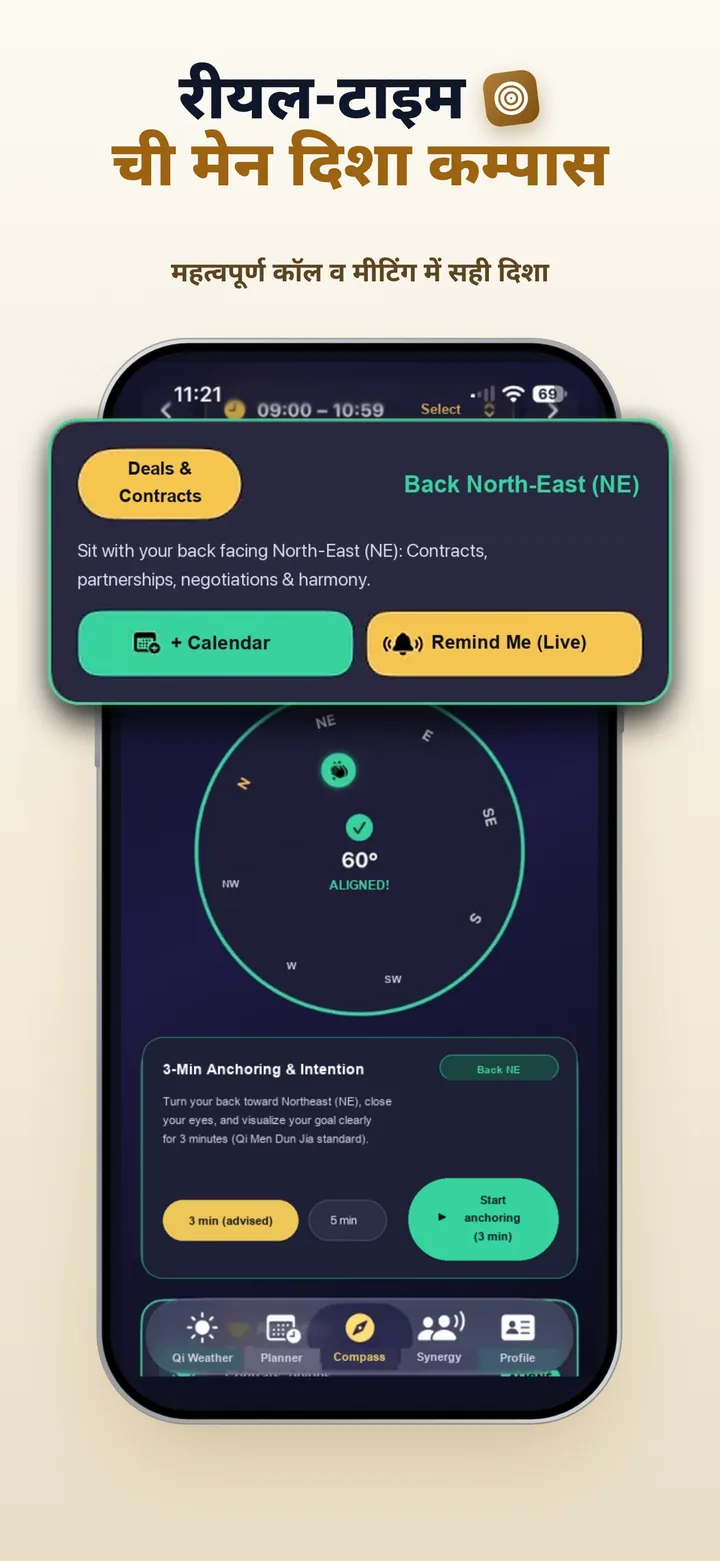 रीयल-टाइम
ची मेन दिशा कम्पास
महत्वपूर्ण कॉल व मीटिंग में सही दिशा
11:21
69
09:00 – 10:59
Select
Deals &
Contracts
Back North-East (NE)
Sit with your back facing North-East (NE): Contracts,
partnerships, negotiations & harmony.
+ Calendar
Remind Me (Live)
NE
E
N
SE
60°
ALIGNED!
NW
S
W
SW
3-Min Anchoring & Intention
Back NE
Turn your back toward Northeast (NE), close
your eyes, and visualize your goal clearly
for 3 minutes (Qi Men Dun Jia standard).
3 min (advised)
5 min
Start
anchoring
(3 min)
Qi Weather
Planner
Compass
Synergy
Profile